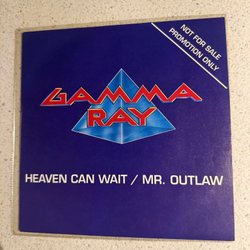 NOT FOR SALE
PROMOTION ONLY
GAMMA
RAY
HEAVEN CAN WAIT / MR. OUTLAW